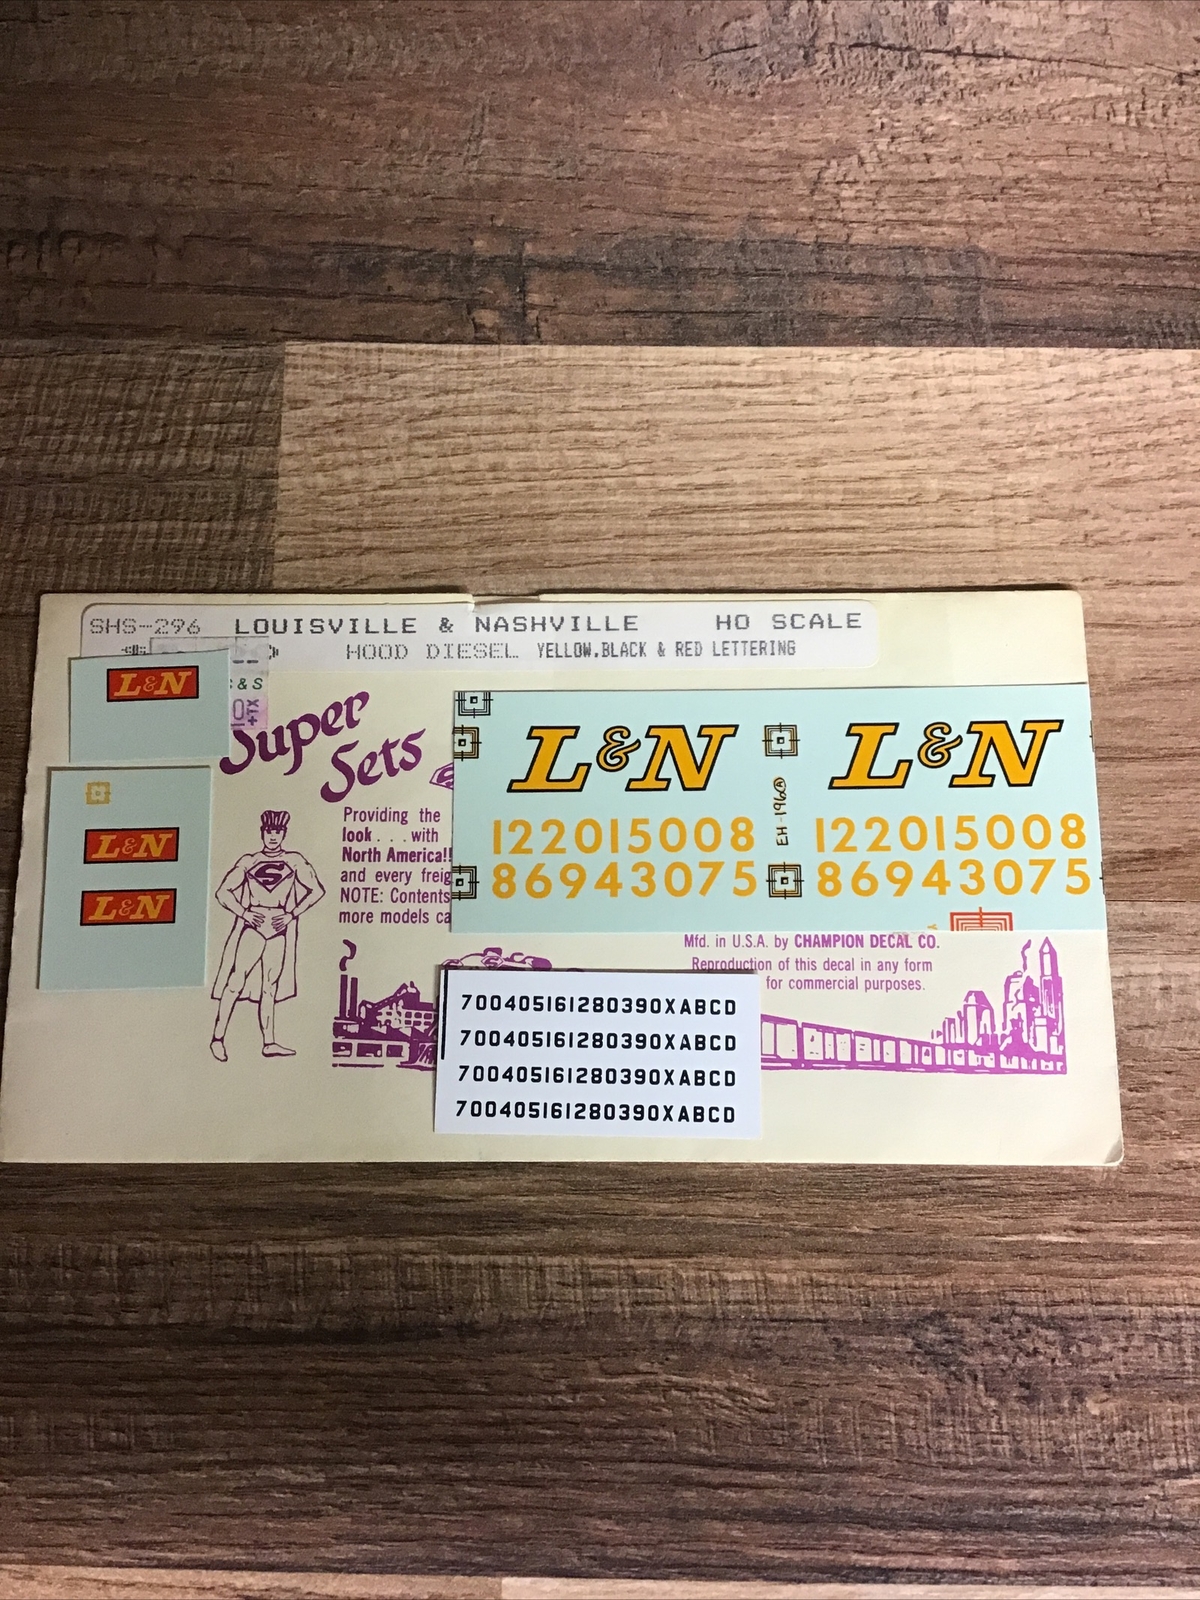 SHS-296 LOUISVILLE & NASHVILLE HO SCALE
HOOD DIESEL YELLOW.BLACK & RED LETTERING
L&N
& S
+TX
Super
Sets
L&N
L&N
Providing the
look . . . with
North America!!
and every freig
NOTE: Contents
more models ca
S
L&N
L&N
122015008
122015008
EH-196A
86943075
86943075
Mfd. in U.S.A. by CHAMPION DECAL CO.
Reproduction of this decal in any form
for commercial purposes.
700405161280390XABCD
700405161280390XABCD
700405161280390XABCD
700405161280390XABCD